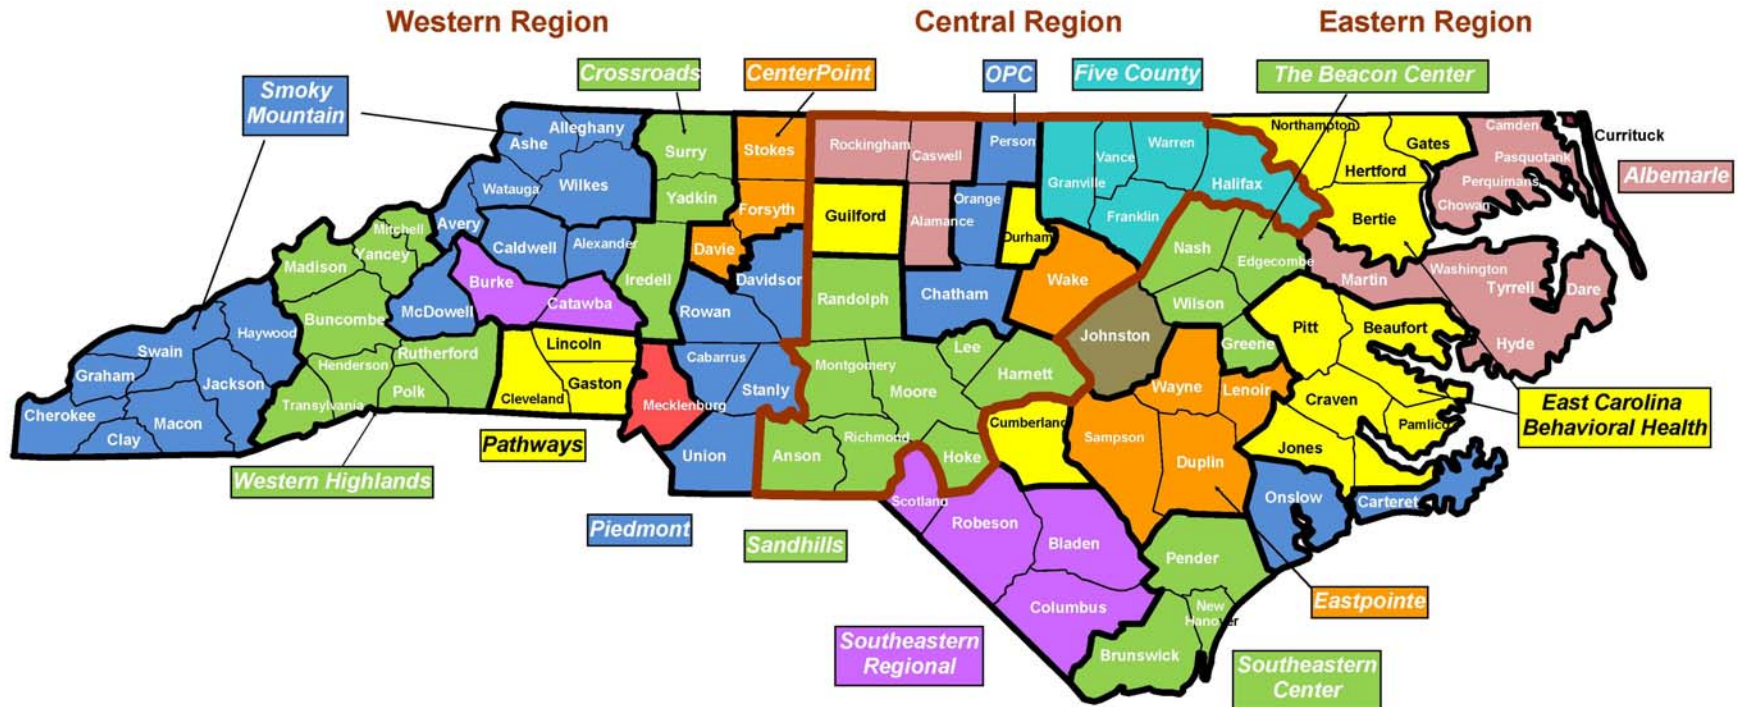 Western Region
Central Region
Eastern Region
Crossroads
CenterPoint
OPC
Five County
The Beacon Center
Smoky
Mountain
Northampton
Camden
Currituck
Alleghany
Ashe
Surry
Stokes
Rockingham
Caswell
Person
Vance
Warren
Gates
Pasquotank
Hertford
Albemarle
Watauga
Wilkes
Yadkin
Forsyth
Guilford
Alamance
Orange
Durham
Granville
Franklin
Halifax
Bertie
Perquimans
Chowan
Mitchell
Avery
Yancey
Caldwell
Alexander
Davie
Madison
Burke
Catawba
Iredell
Davidson
Randolph
Chatham
Wake
Nash
Edgecombe
Martin
Washington
Tyrrell
Dare
Buncombe
McDowell
Rowan
Wilson
Haywood
Swain
Rutherford
Lincoln
Cabarrus
Johnston
Pitt
Beaufort
Greene
Hyde
Graham
Jackson
Henderson
Polk
Gaston
Stanly
Montgomery
Lee
Moore
Harnett
Wayne
Lenoir
Craven
Cherokee
Macon
Clay
Transylvania
Cleveland
Mecklenburg
Cumberland
Sampson
Pamlico
East Carolina
Behavioral Health
Pathways
Union
Anson
Richmond
Hoke
Duplin
Jones
Western Highlands
Scotland
Onslow
Carteret
Piedmont
Sandhills
Robeson
Bladen
Pender
Columbus
New
Hanover
Eastpointe
Southeastern
Regional
Brunswick
Southeastern
Center